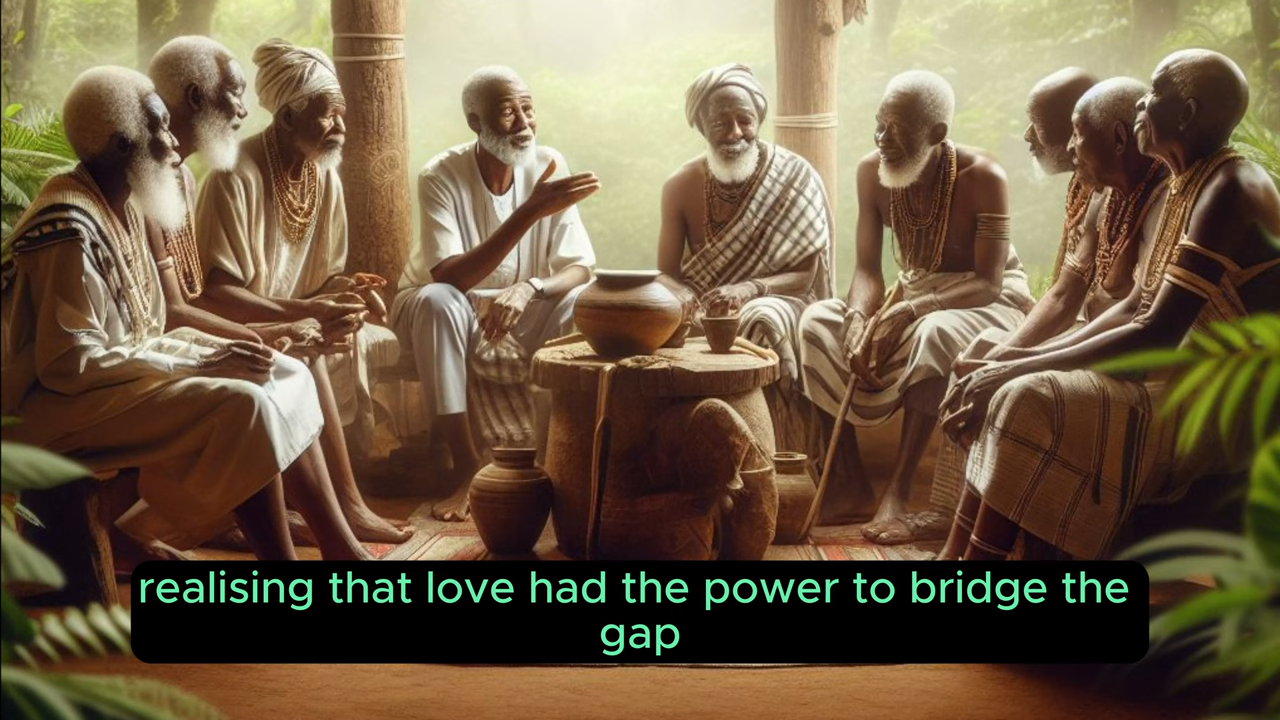 realising that love had the power to bridge the
gap